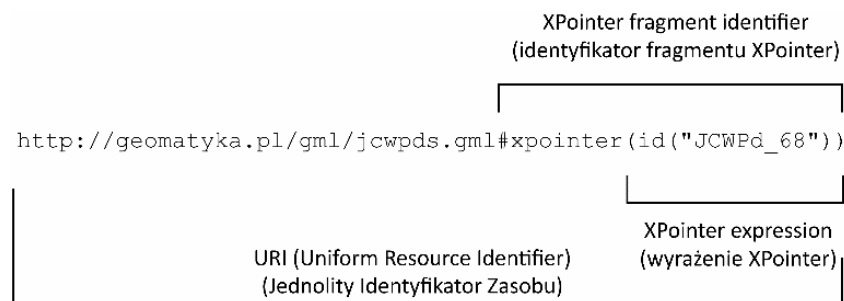 XPointer fragment identifier
(identyfikator fragmentu XPointer)
http://geomatyka.pl/gml/jcwpds.gml#xpointer(id("JCWPd_68"))
XPointer expression
(wyrażenie XPointer)
URI (Uniform Resource Identifier)
(Jednolity Identyfikator Zasobu)